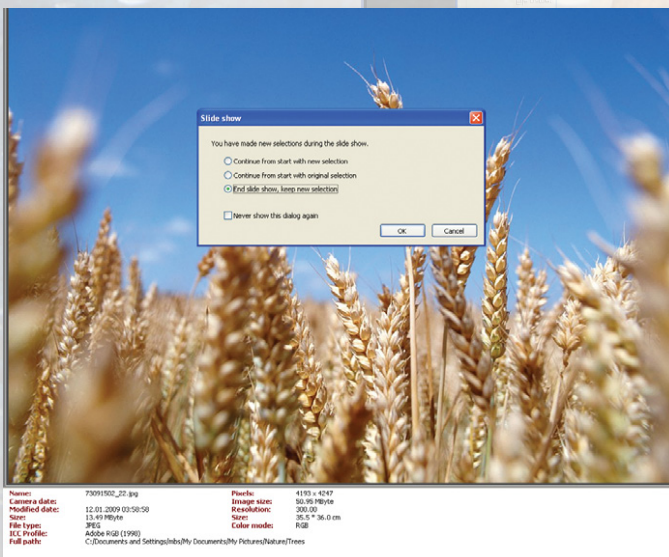 Slide show
You have made new selections during the slide show.
Continue from start with new selection
Continue from start with original selection
End slide show, keep new selection
Never show this dialog again
OK Cancel
Name: 73091502_22.jpg Pixels: 4193 x 4247
Camera date: Image size: 50.95 MByte
Modified date: 12.01.2009 03:58:58 Resolution: 300.00
Size: 13.49 MByte Size: 35.5 * 36.0 cm
File type: JPEG Color mode: RGB
ICC Profile: Adobe RGB (1998)
Full path: C:/Documents and Settings/mbs/My Documents/My Pictures/Nature/Trees